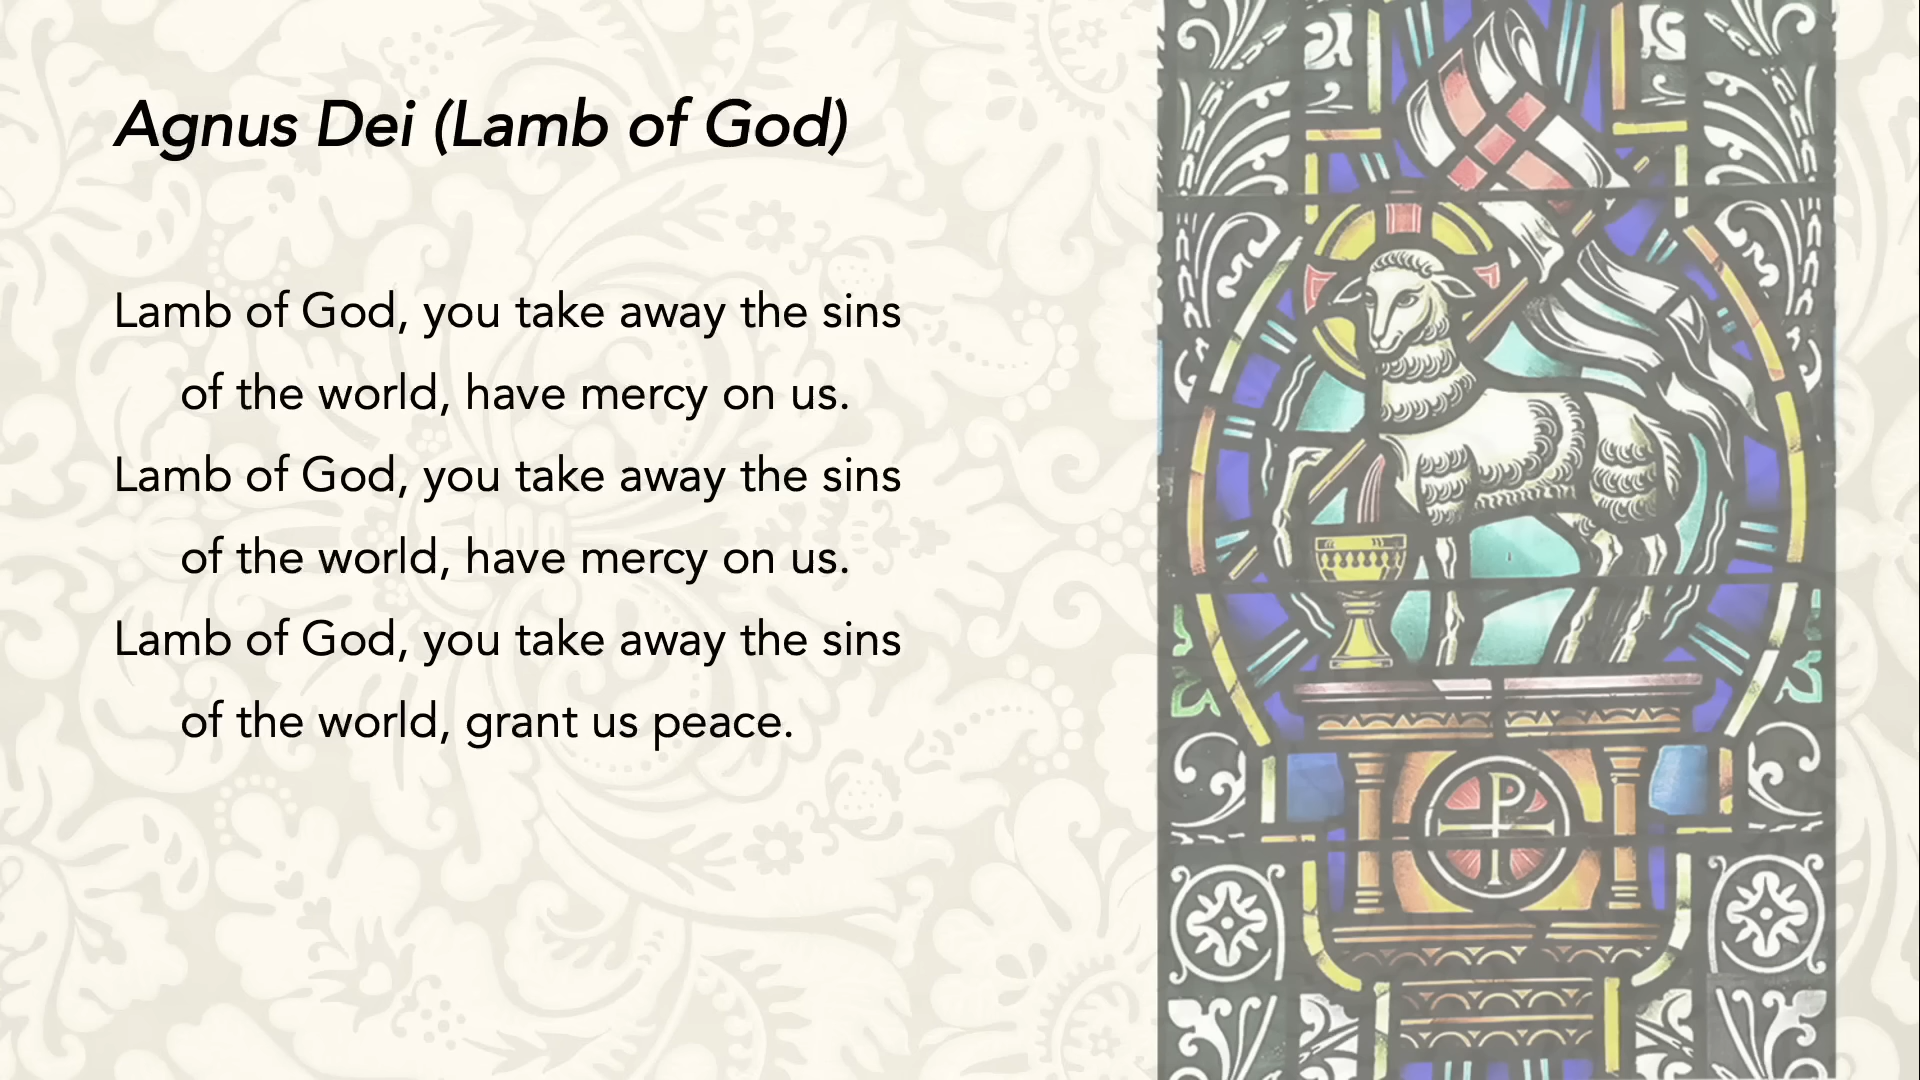 Agnus Dei (Lamb of God)
Lamb of God, you take away the sins
of the world, have mercy on us.
Lamb of God, you take away the sins
of the world, have mercy on us.
Lamb of God, you take away the sins
of the world, grant us peace.